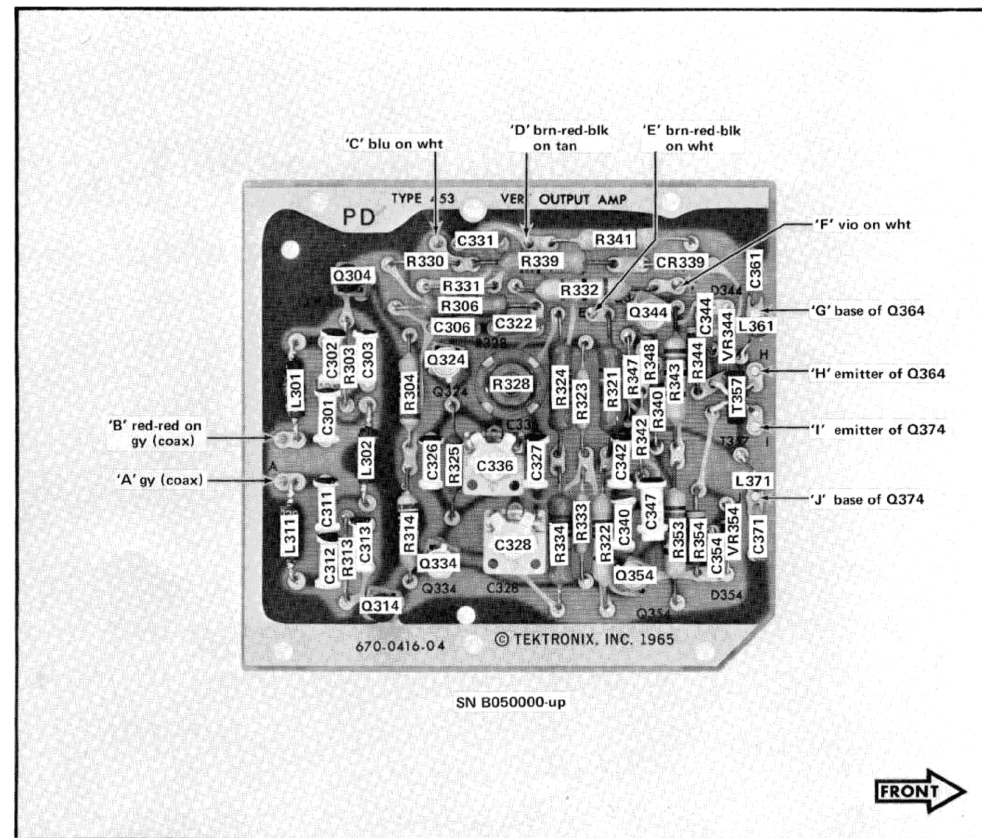 'D' brn-red-blk
on tan
'E' brn-red-blk
on wht
'C' blu on wht
TYPE 453
VERT OUTPUT AMP
PD
'F' vio on wht
C331
R341
R330
R339
CR339
C361
Q304
R331
R332
D344
R306
Q344
C344
VR344
'G' base of Q364
C306
C322
L361
C302
R303
C303
Q324
R328
R304
R324
R323
R321
R347
R348
R343
R344
H
'H' emitter of Q364
L301
Q324
R328
R340
T357
C301
R342
'I' emitter of Q374
'B' red-red on
gy (coax)
L302
C326
R325
C336
C327
C342
T357
I
A
'A' gy (coax)
L371
C311
C347
'J' base of Q374
L311
R314
C328
R334
R333
R322
C340
R353
R354
C354
VR354
C371
C312
R313
C313
Q334
Q354
Q334
C328
D354
Q314
Q354
670-0416-04
© TEKTRONIX, INC. 1965
SN B050000-up
FRONT